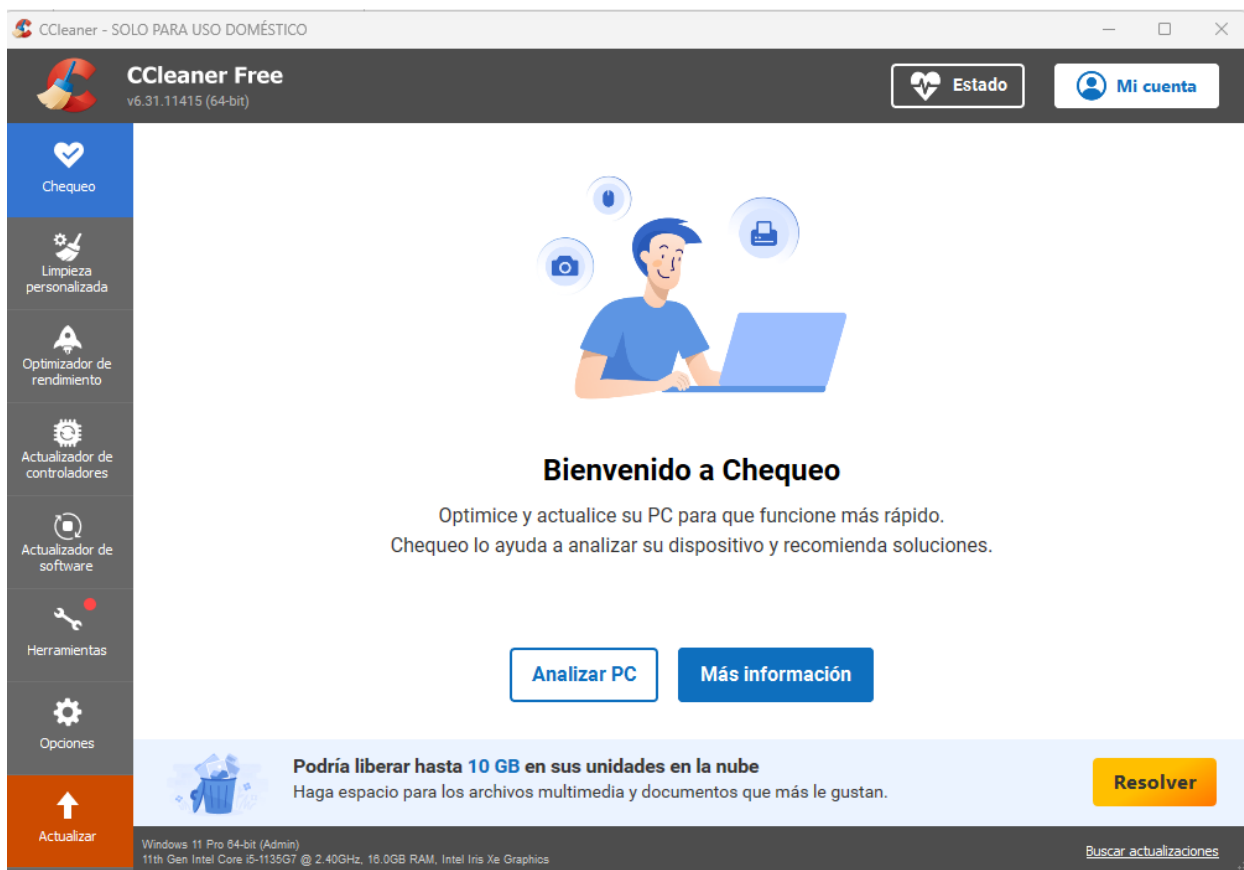 CCleaner - SOLO PARA USO DOMÉSTICO
CCleaner Free
v6.31.11415 (64-bit)
Estado
Mi cuenta
Chequeo
Limpieza
personalizada
Optimizador de
rendimiento
Actualizador de
controladores
Actualizador de
software
Herramientas
Opciones
Actualizar
Bienvenido a Chequeo
Optimice y actualice su PC para que funcione más rápido.
Chequeo lo ayuda a analizar su dispositivo y recomienda soluciones.
Analizar PC
Más información
Podría liberar hasta 10 GB en sus unidades en la nube
Haga espacio para los archivos multimedia y documentos que más le gustan.
Resolver
Windows 11 Pro 64-bit (Admin)
11th Gen Intel Core i5-1135G7 @ 2.40GHz, 16.0GB RAM, Intel Iris Xe Graphics
Buscar actualizaciones